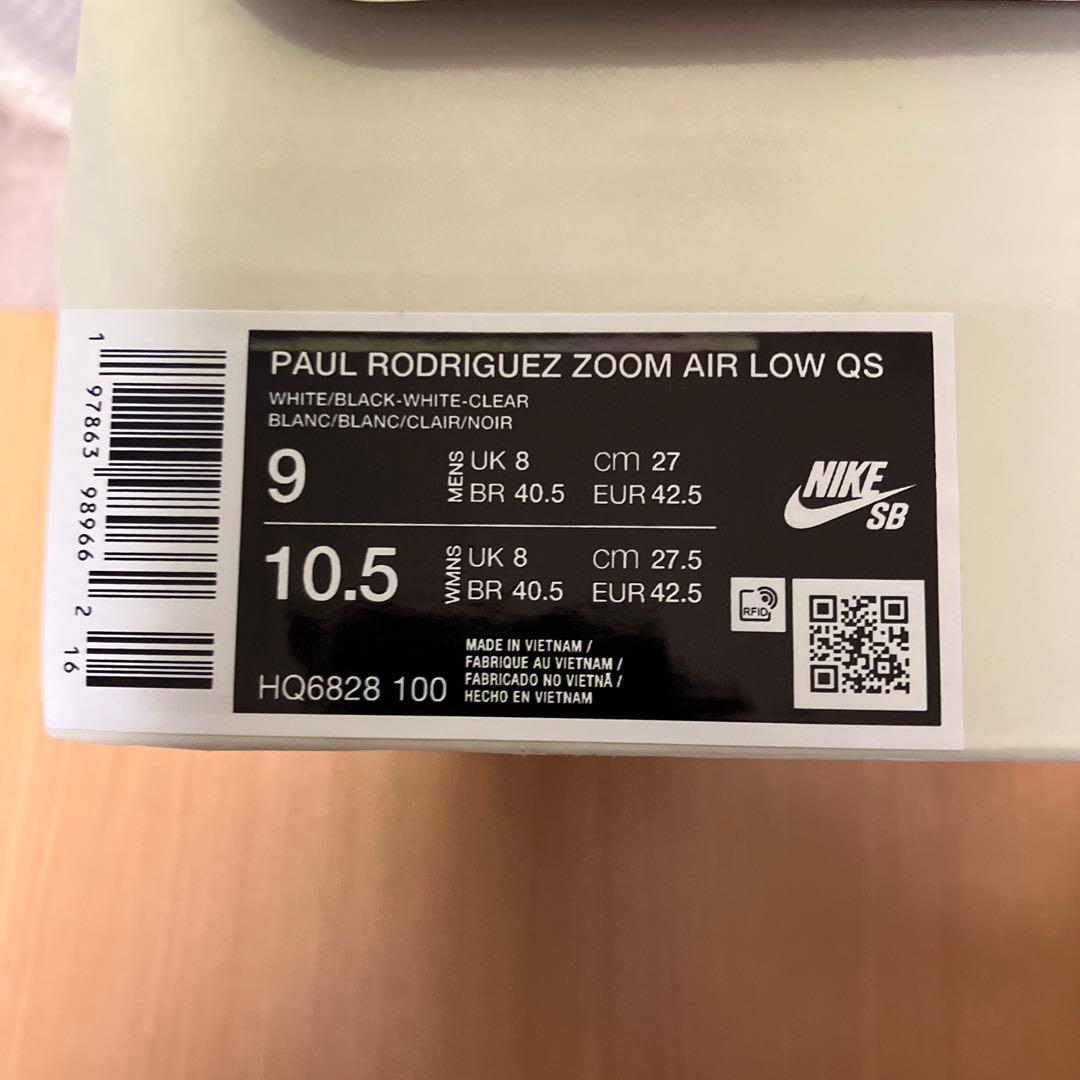 PAUL RODRIGUEZ ZOOM AIR LOW QS
WHITE/BLACK-WHITE-CLEAR
BLANC/BLANC/CLAIR/NOIR
9
MENS
UK 8 cm 27
BR 40.5 EUR 42.5
10.5
WMNS
UK 8 cm 27.5
BR 40.5 EUR 42.5
NIKE
SB
RFID
MADE IN VIETNAM /
FABRIQUE AU VIETNAM /
FABRICADO NO VIETNÃ /
HECHO EN VIETNAM
HQ6828 100
1 97863 98966 2 16